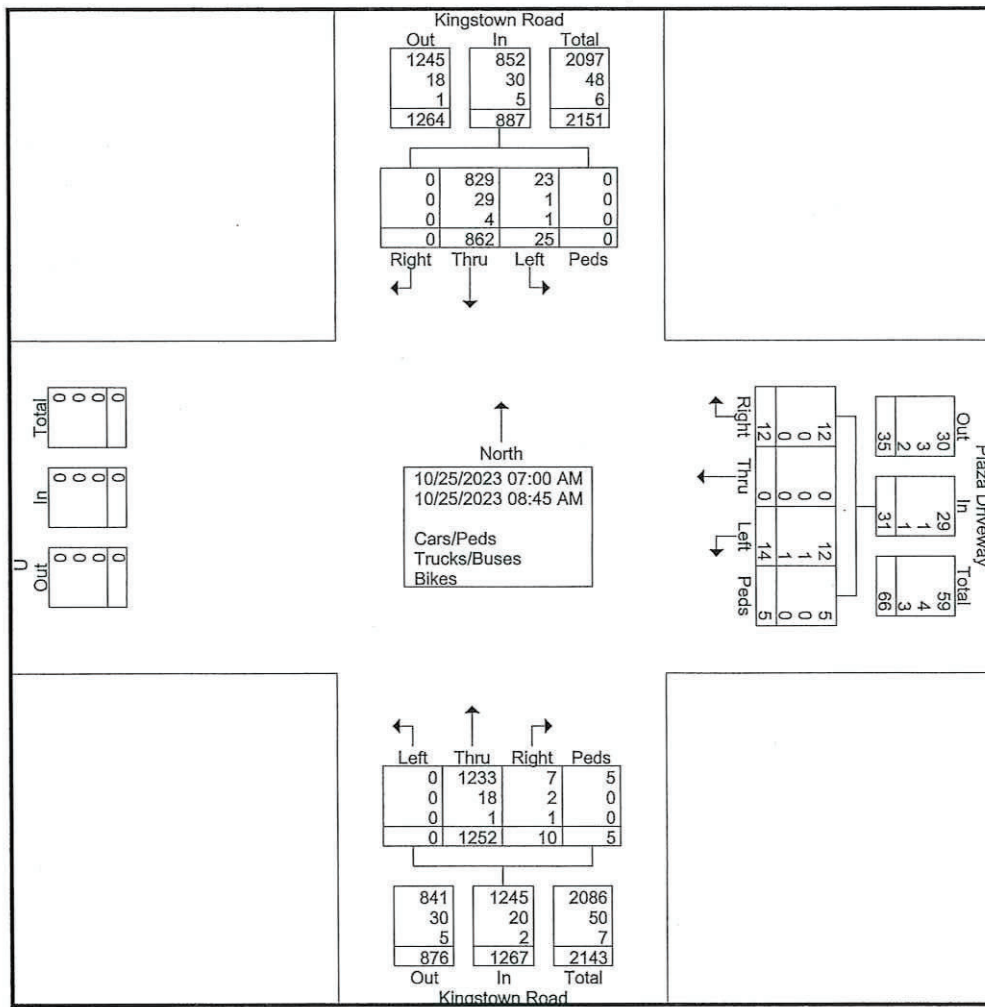 Kingstown Road
Out In Total
1245 852 2097
18 30 48
1 5 6
1264 887 2151
0 829 23 0
0 29 1 0
0 4 1 0
0 862 25 0
Right Thru Left Peds
Total
0 0 0 0
In
0 0 0 0
Out
0 0 0 0
North
10/25/2023 07:00 AM
10/25/2023 08:45 AM
Cars/Peds
Trucks/Buses
Bikes
Plaza Driveway
Out In Total
30 29 59
3 1 4
2 1 3
35 31 66
12 0 12 5
0 0 1 0
0 0 1 0
12 0 14 5
Right Thru Left Peds
Left Thru Right Peds
0 1233 7 5
0 18 2 0
0 1 1 0
0 1252 10 5
841 1245 2086
30 20 50
5 2 7
876 1267 2143
Out In Total
Kingstown Road